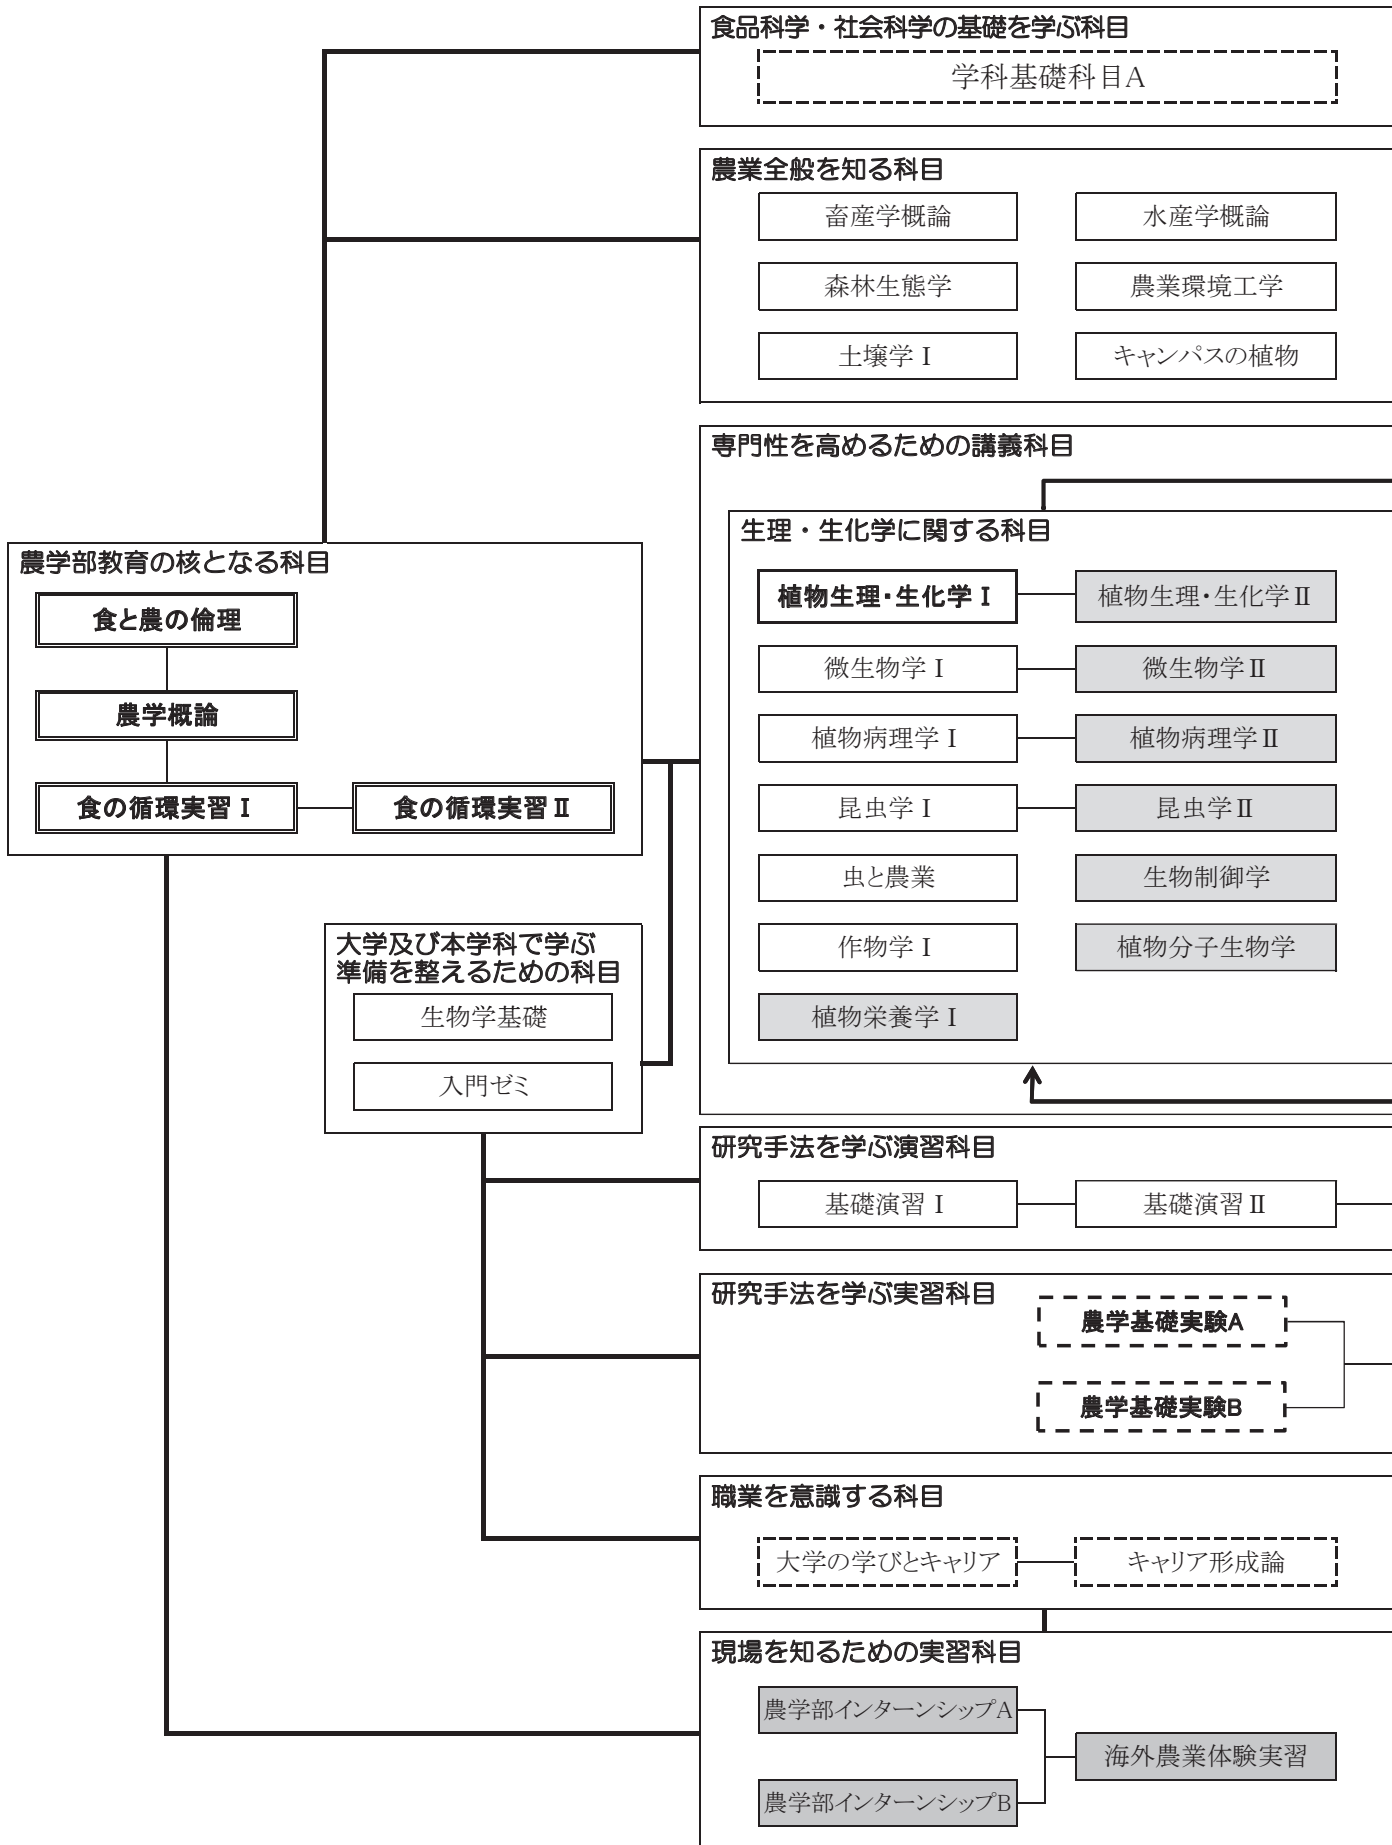 食品科学・社会科学の基礎を学ぶ科目
学科基礎科目A
農業全般を知る科目
畜産学概論
水産学概論
森林生態学
農業環境工学
土壌学Ⅰ
キャンパスの植物
専門性を高めるための講義科目
生理・生化学に関する科目
植物生理・生化学Ⅰ
植物生理・生化学Ⅱ
微生物学Ⅰ
微生物学Ⅱ
植物病理学Ⅰ
植物病理学Ⅱ
昆虫学Ⅰ
昆虫学Ⅱ
虫と農業
生物制御学
作物学Ⅰ
植物分子生物学
植物栄養学Ⅰ
農学部教育の核となる科目
食と農の倫理
農学概論
食の循環実習Ⅰ
食の循環実習Ⅱ
大学及び本学科で学ぶ
準備を整えるための科目
生物学基礎
入門ゼミ
研究手法を学ぶ演習科目
基礎演習Ⅰ
基礎演習Ⅱ
研究手法を学ぶ実習科目
農学基礎実験A
農学基礎実験B
職業を意識する科目
大学の学びとキャリア
キャリア形成論
現場を知るための実習科目
農学部インターンシップA
海外農業体験実習
農学部インターンシップB